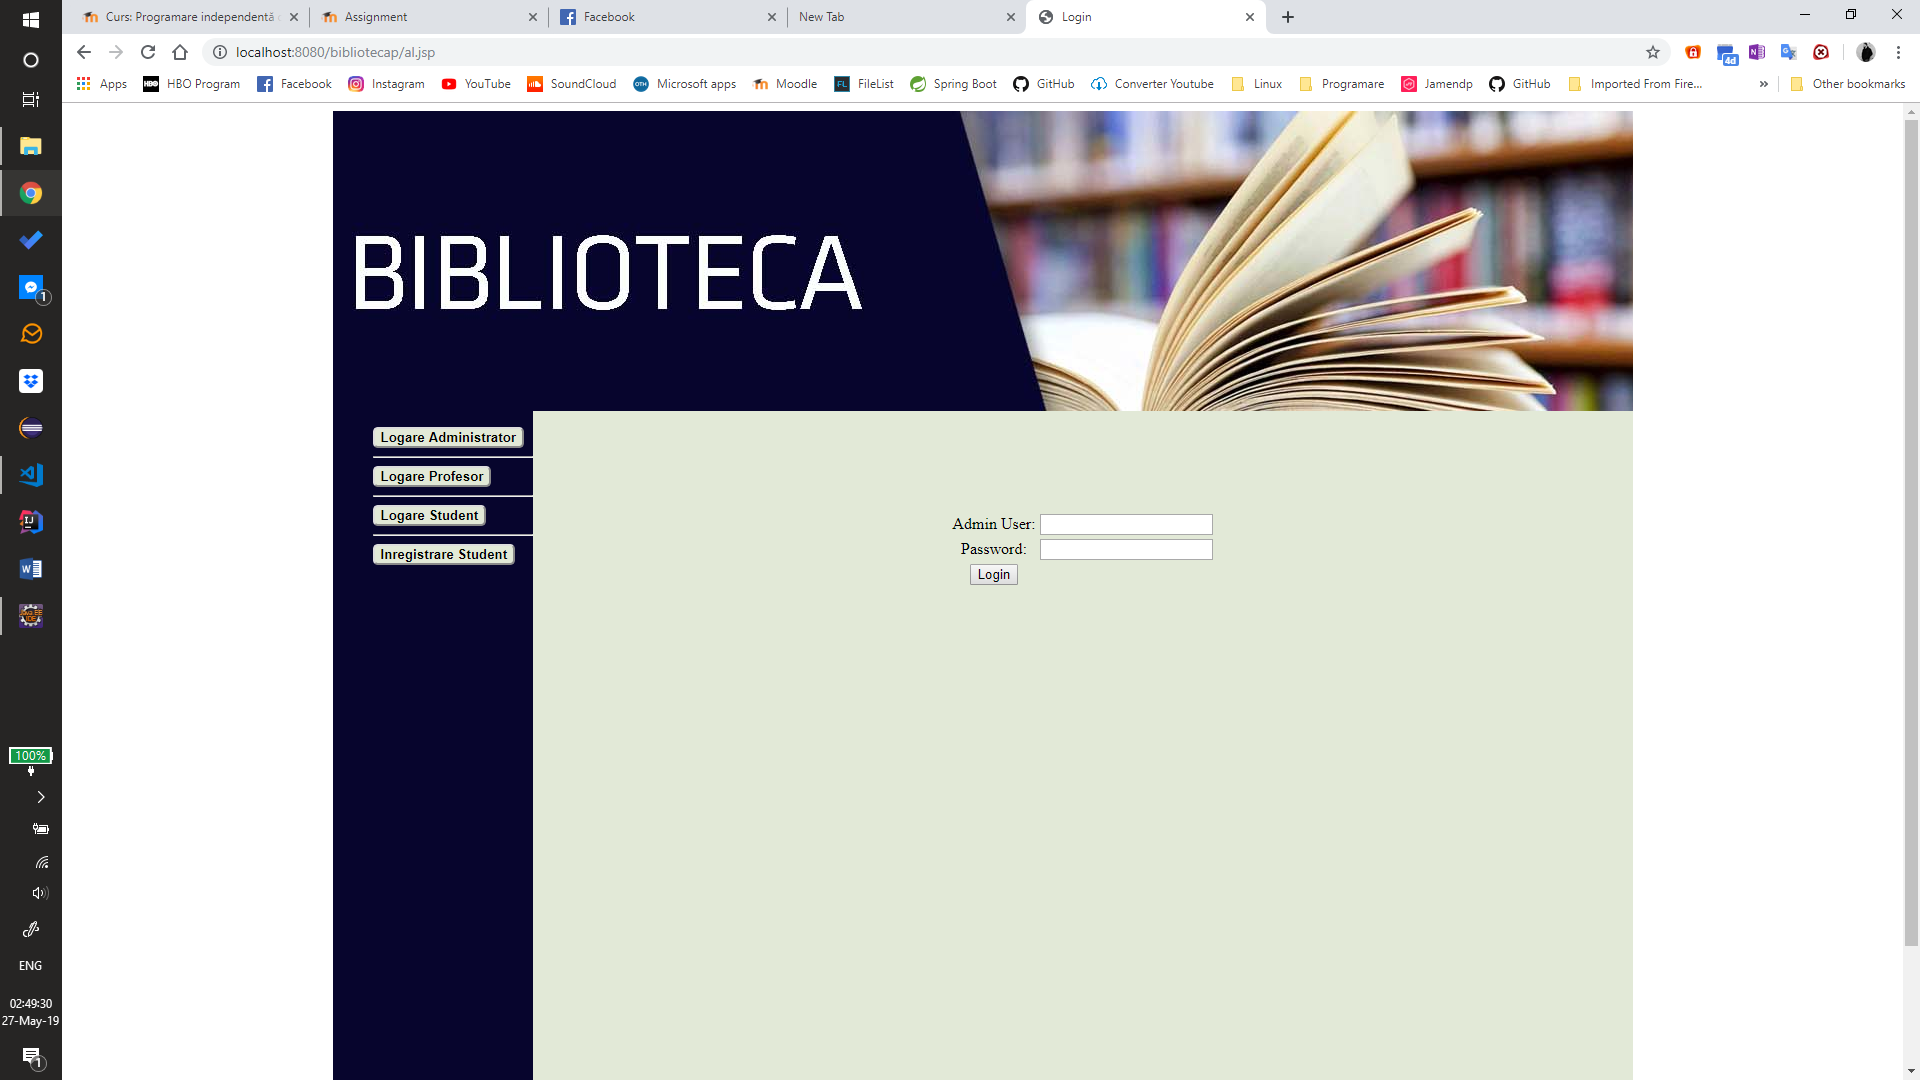 Curs: Programare independentă
Assignment
Facebook
New Tab
Login
localhost:8080/bibliotecap/al.jsp
4d
Apps
HBO Program
Facebook
Instagram
YouTube
SoundCloud
Microsoft apps
Moodle
FileList
Spring Boot
GitHub
Converter Youtube
Linux
Programare
Jamendp
GitHub
Imported From Fire...
»
Other bookmarks
BIBLIOTECA
Logare Administrator
Logare Profesor
Logare Student
Inregistrare Student
Admin User:
Password:
Login
1
100%
ENG
02:49:30
27-May-19
1